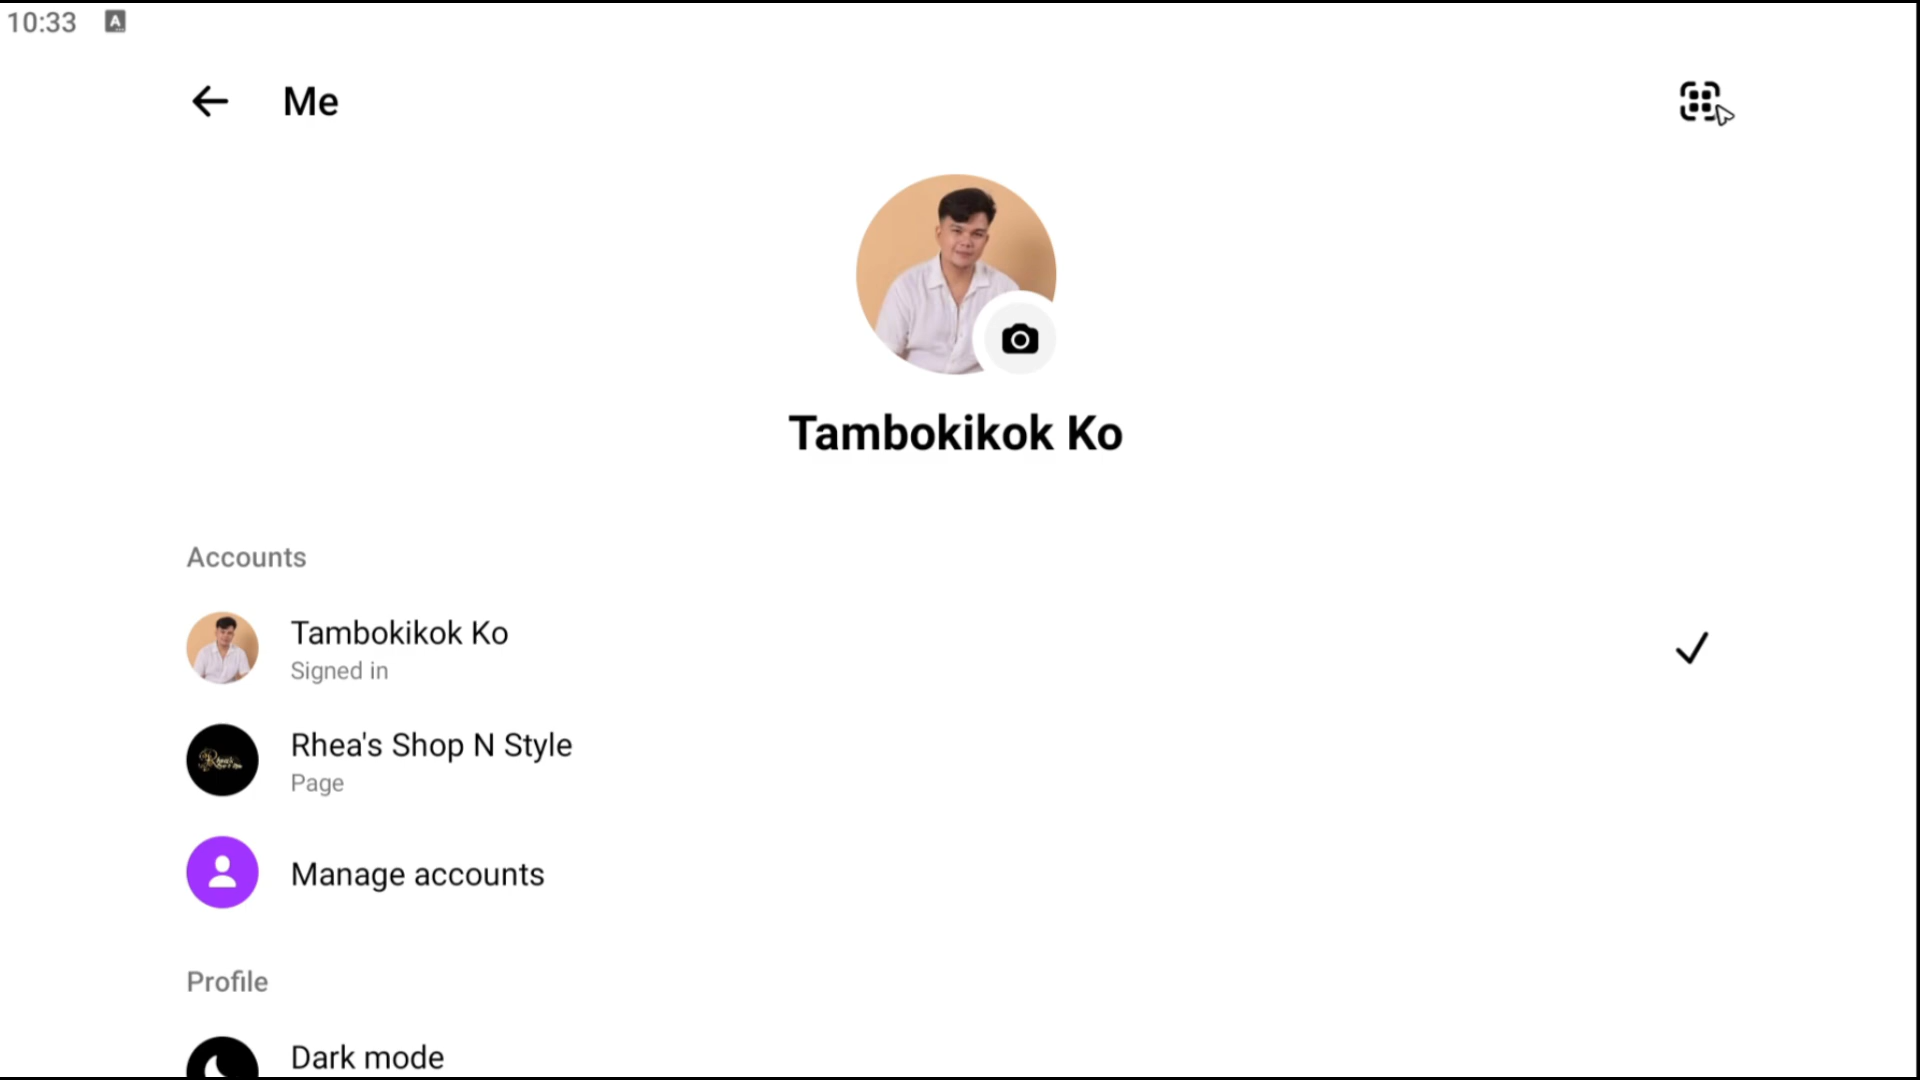 10:33
A
Me
Tambokikok Ko
Accounts
Tambokikok Ko
Signed in
Rhea's Shop N Style
Page
Manage accounts
Profile
Dark mode